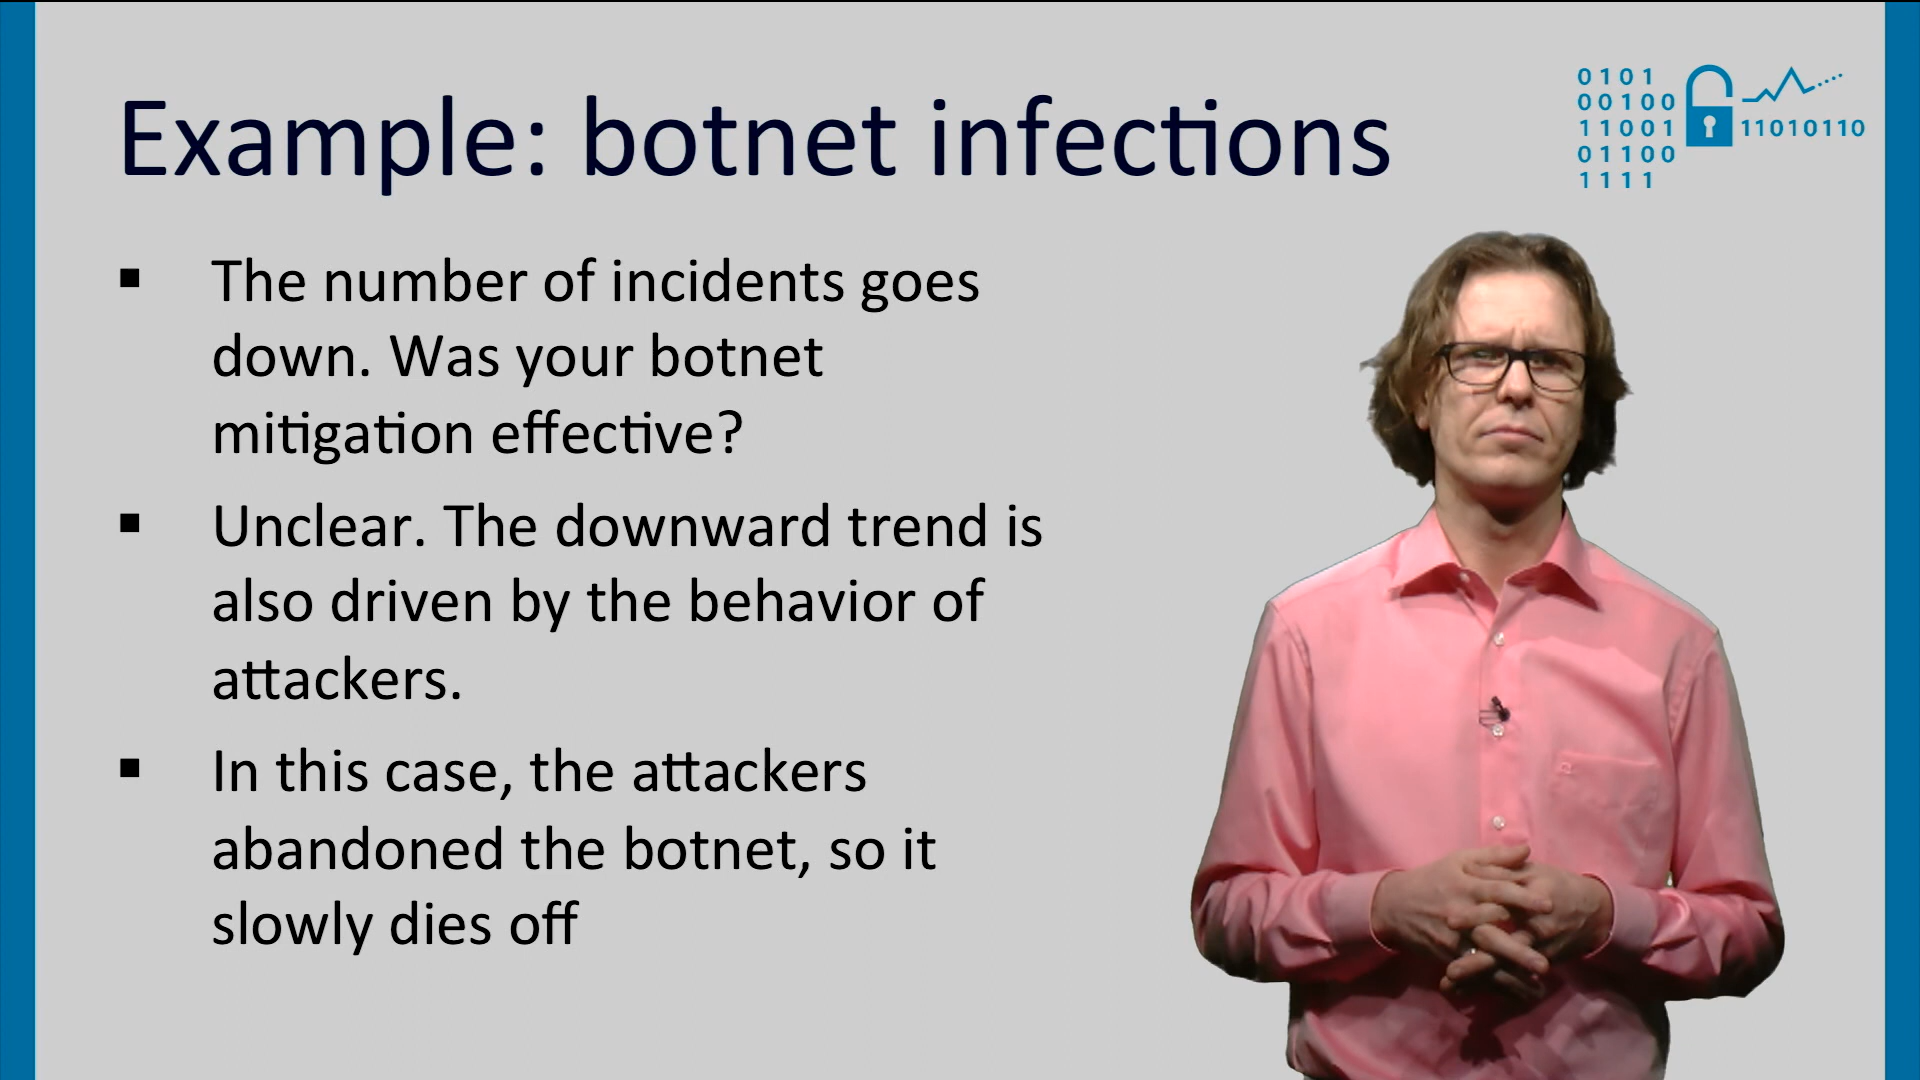 Example: botnet infections
0101
00100
11001
01100
1111
11010110
▪ The number of incidents goes
down. Was your botnet
mitigation effective?
▪ Unclear. The downward trend is
also driven by the behavior of
attackers.
▪ In this case, the attackers
abandoned the botnet, so it
slowly dies off